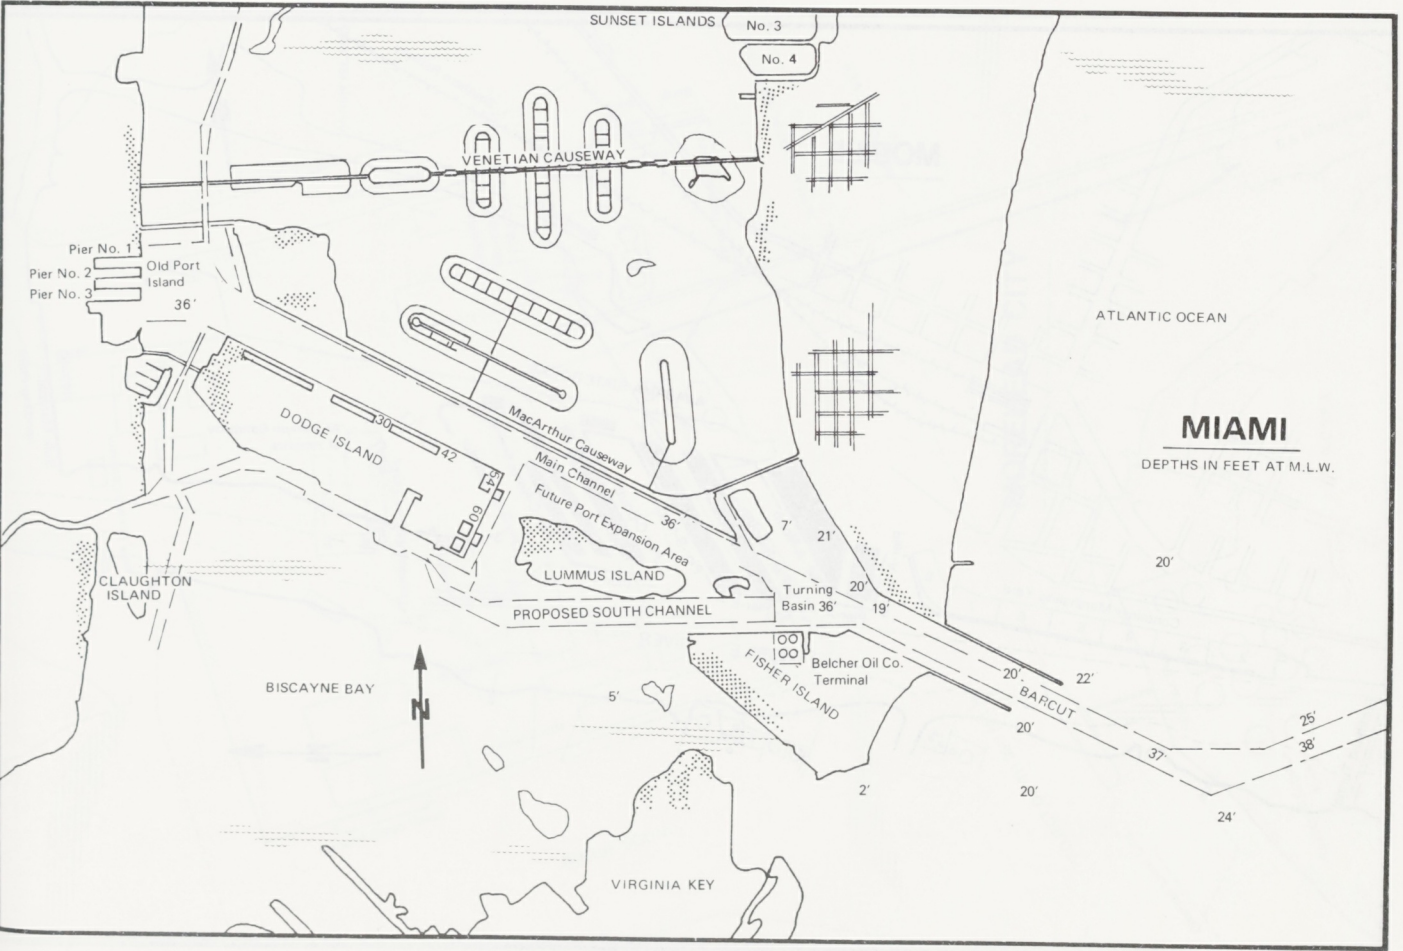 SUNSET ISLANDS
No. 3
No. 4
VENETIAN CAUSEWAY
Pier No. 1
Pier No. 2
Pier No. 3
Old Port
Island
36'
ATLANTIC OCEAN
MIAMI
DEPTHS IN FEET AT M.L.W.
DODGE ISLAND
30
42
54
60
MacArthur Causeway
Main Channel
36'
Future Port Expansion Area
7'
21'
LUMMUS ISLAND
20'
CLAUGHTON
ISLAND
PROPOSED SOUTH CHANNEL
Turning
Basin 36'
20'
19'
Belcher Oil Co.
Terminal
FISHER ISLAND
20'
22'
BARCUT
BISCAYNE BAY
N
5'
20'
25'
38'
37'
2'
20'
24'
VIRGINIA KEY